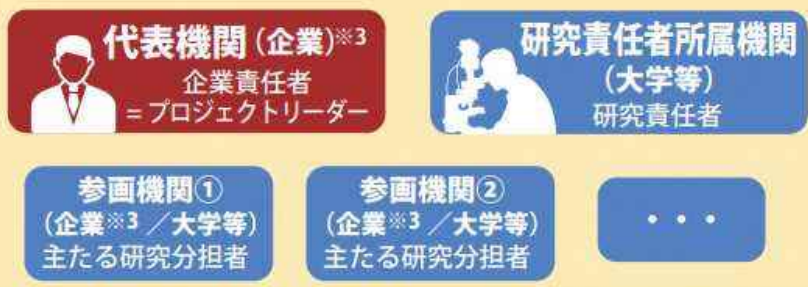 代表機関(企業)※3
企業責任者
=プロジェクトリーダー
研究責任者所属機関
(大学等)
研究責任者
参画機関①
(企業※3/大学等)
主たる研究分担者
参画機関②
(企業※3/大学等)
主たる研究分担者
・・・